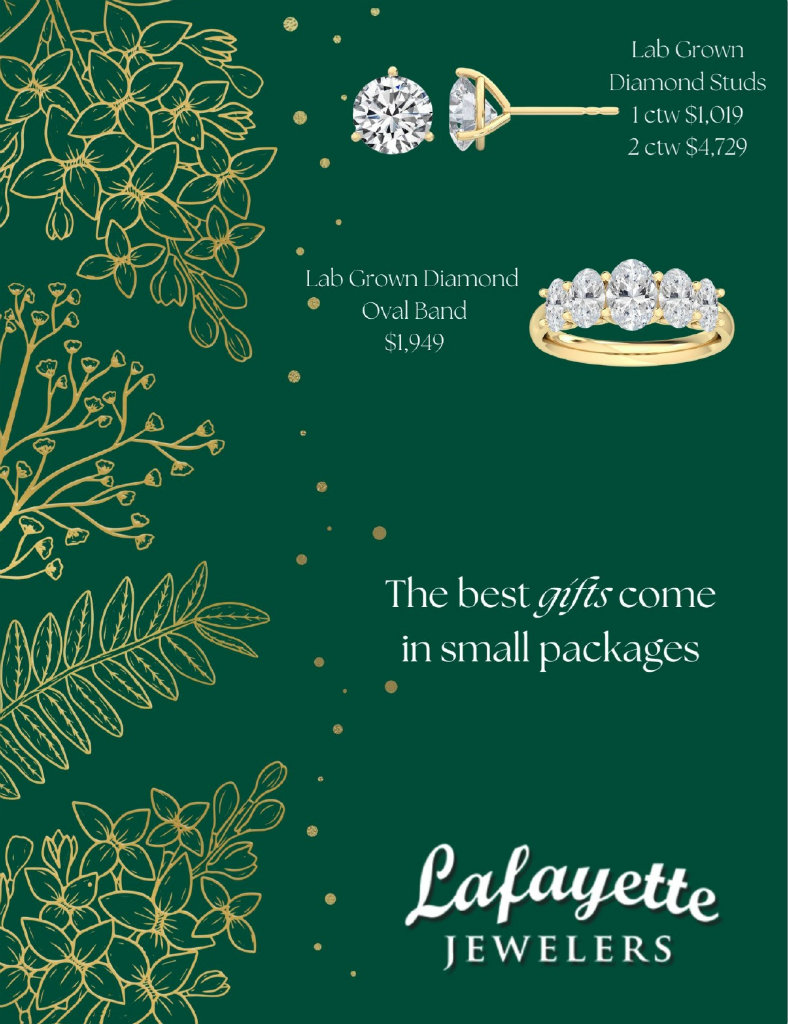 Lab Grown
Diamond Studs
1 ctw $1,019
2 ctw $4,729
Lab Grown Diamond
Oval Band
$1,949
The best gifts come
in small packages
Lafayette
JEWELERS